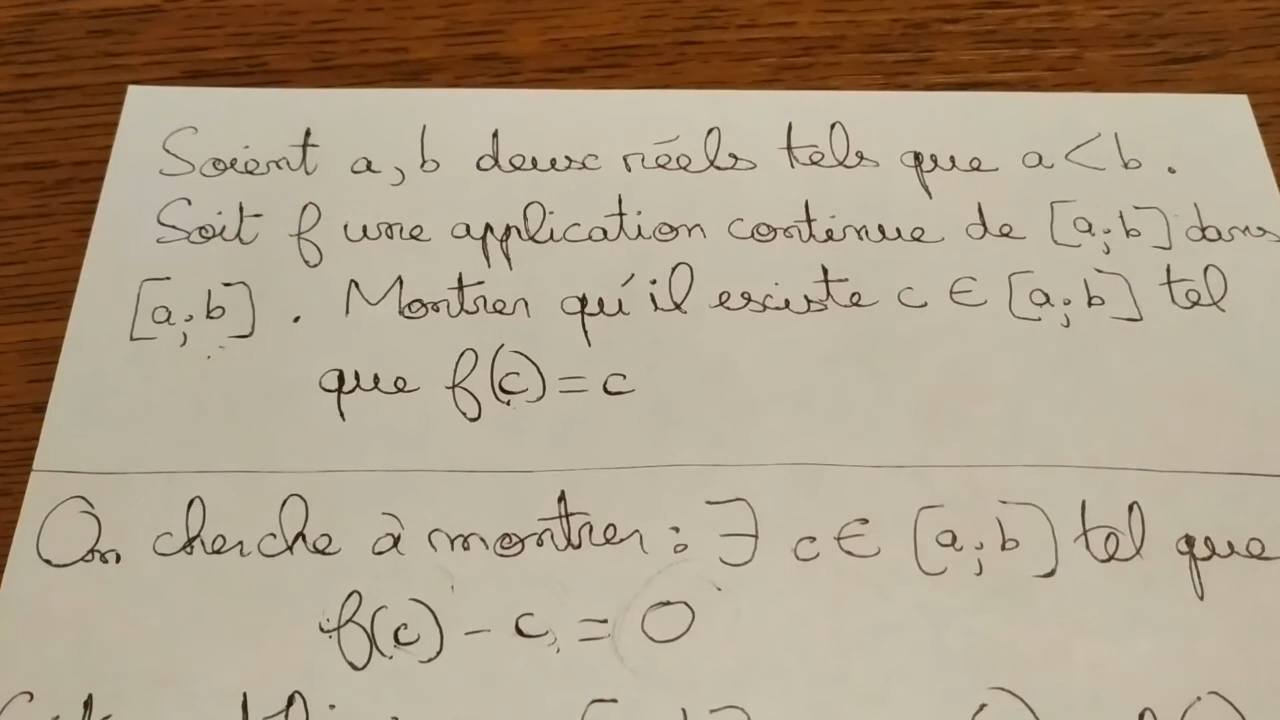 Soient a, b deux réels tels que a < b.
Soit f une application continue de [a;b] dans
[a;b]. Montrer qu'il existe c ∈ [a;b] tel
que f(c) = c
On cherche à montrer : ∃ c ∈ [a;b] tel que
f(c) - c = 0